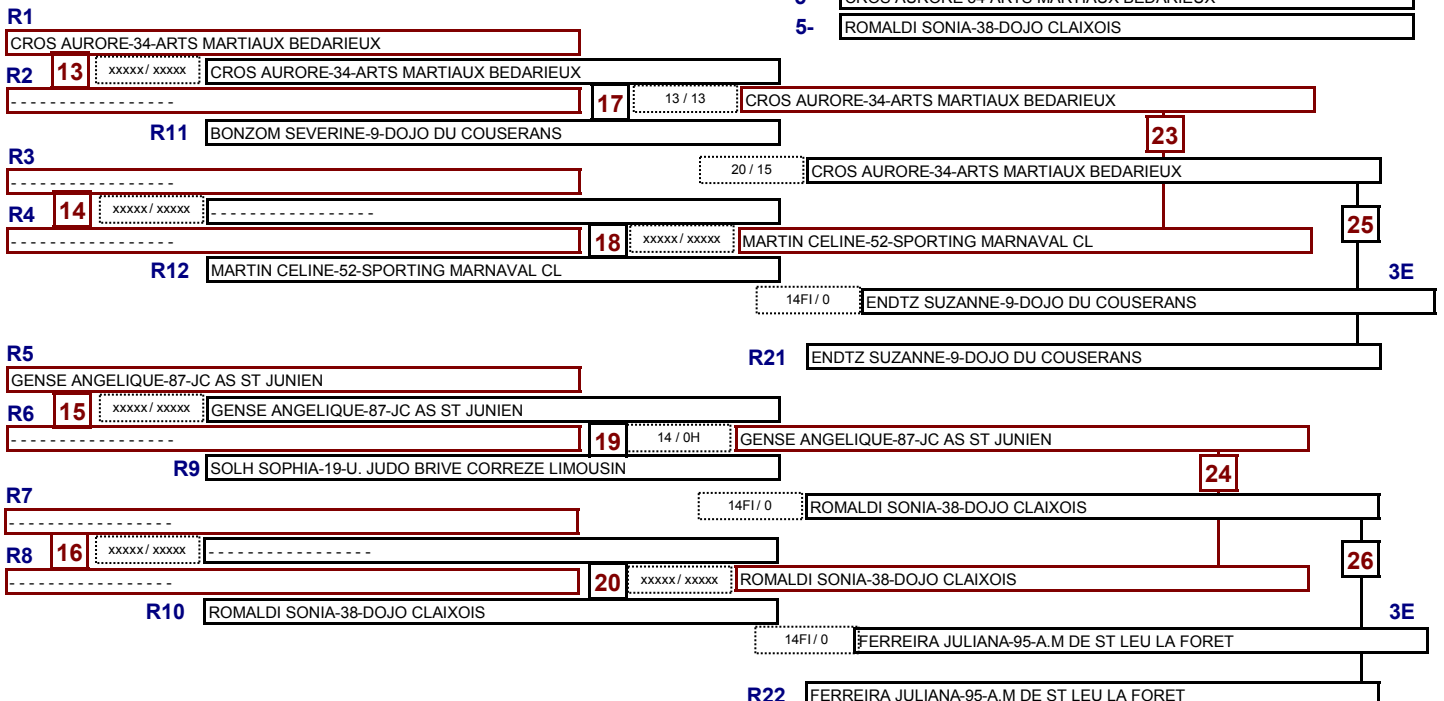 CROS AURORE-34-ARTS MARTIAUX BEDARIEUX
R1
5- ROMALDI SONIA-38-DOJO CLAIXOIS
CROS AURORE-34-ARTS MARTIAUX BEDARIEUX
R2 13 xxxxx / xxxxx CROS AURORE-34-ARTS MARTIAUX BEDARIEUX
- - - - - - - - - - - - - - - - - 17 13 / 13 CROS AURORE-34-ARTS MARTIAUX BEDARIEUX
R11 BONZOM SEVERINE-9-DOJO DU COUSERANS 23
R3
20 / 15 CROS AURORE-34-ARTS MARTIAUX BEDARIEUX
- - - - - - - - - - - - - - - - -
R4 14 xxxxx / xxxxx - - - - - - - - - - - - - - - - - 25
- - - - - - - - - - - - - - - - - 18 xxxxx / xxxxx MARTIN CELINE-52-SPORTING MARNAVAL CL
R12 MARTIN CELINE-52-SPORTING MARNAVAL CL 3E
14FI / 0 ENDTZ SUZANNE-9-DOJO DU COUSERANS
R5
R21 ENDTZ SUZANNE-9-DOJO DU COUSERANS
GENSE ANGELIQUE-87-JC AS ST JUNIEN
R6 15 xxxxx / xxxxx GENSE ANGELIQUE-87-JC AS ST JUNIEN
- - - - - - - - - - - - - - - - - 19 14 / 0H GENSE ANGELIQUE-87-JC AS ST JUNIEN
R9 SOLH SOPHIA-19-U. JUDO BRIVE CORREZE LIMOUSIN 24
R7
14FI / 0 ROMALDI SONIA-38-DOJO CLAIXOIS
- - - - - - - - - - - - - - - - -
R8 16 xxxxx / xxxxx - - - - - - - - - - - - - - - - - 26
- - - - - - - - - - - - - - - - - 20 xxxxx / xxxxx ROMALDI SONIA-38-DOJO CLAIXOIS
R10 ROMALDI SONIA-38-DOJO CLAIXOIS 3E
14FI / 0 FERREIRA JULIANA-95-A.M DE ST LEU LA FORET
R22 FERREIRA JULIANA-95-A.M DE ST LEU LA FORET